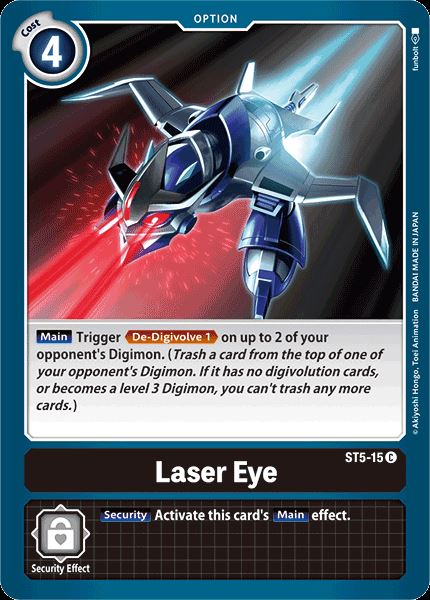 OPTION
Cost
4
funbolt
Main Trigger De-Digivolve 1 on up to 2 of your
opponent's Digimon. (Trash a card from the top of one of
your opponent's Digimon. If it has no digivolution cards,
or becomes a level 3 Digimon, you can't trash any more
cards.)
© Akiyoshi Hongo, Toei Animation BANDAI MADE IN JAPAN
ST5-15 C
Laser Eye
Security Activate this card's Main effect.
Security Effect